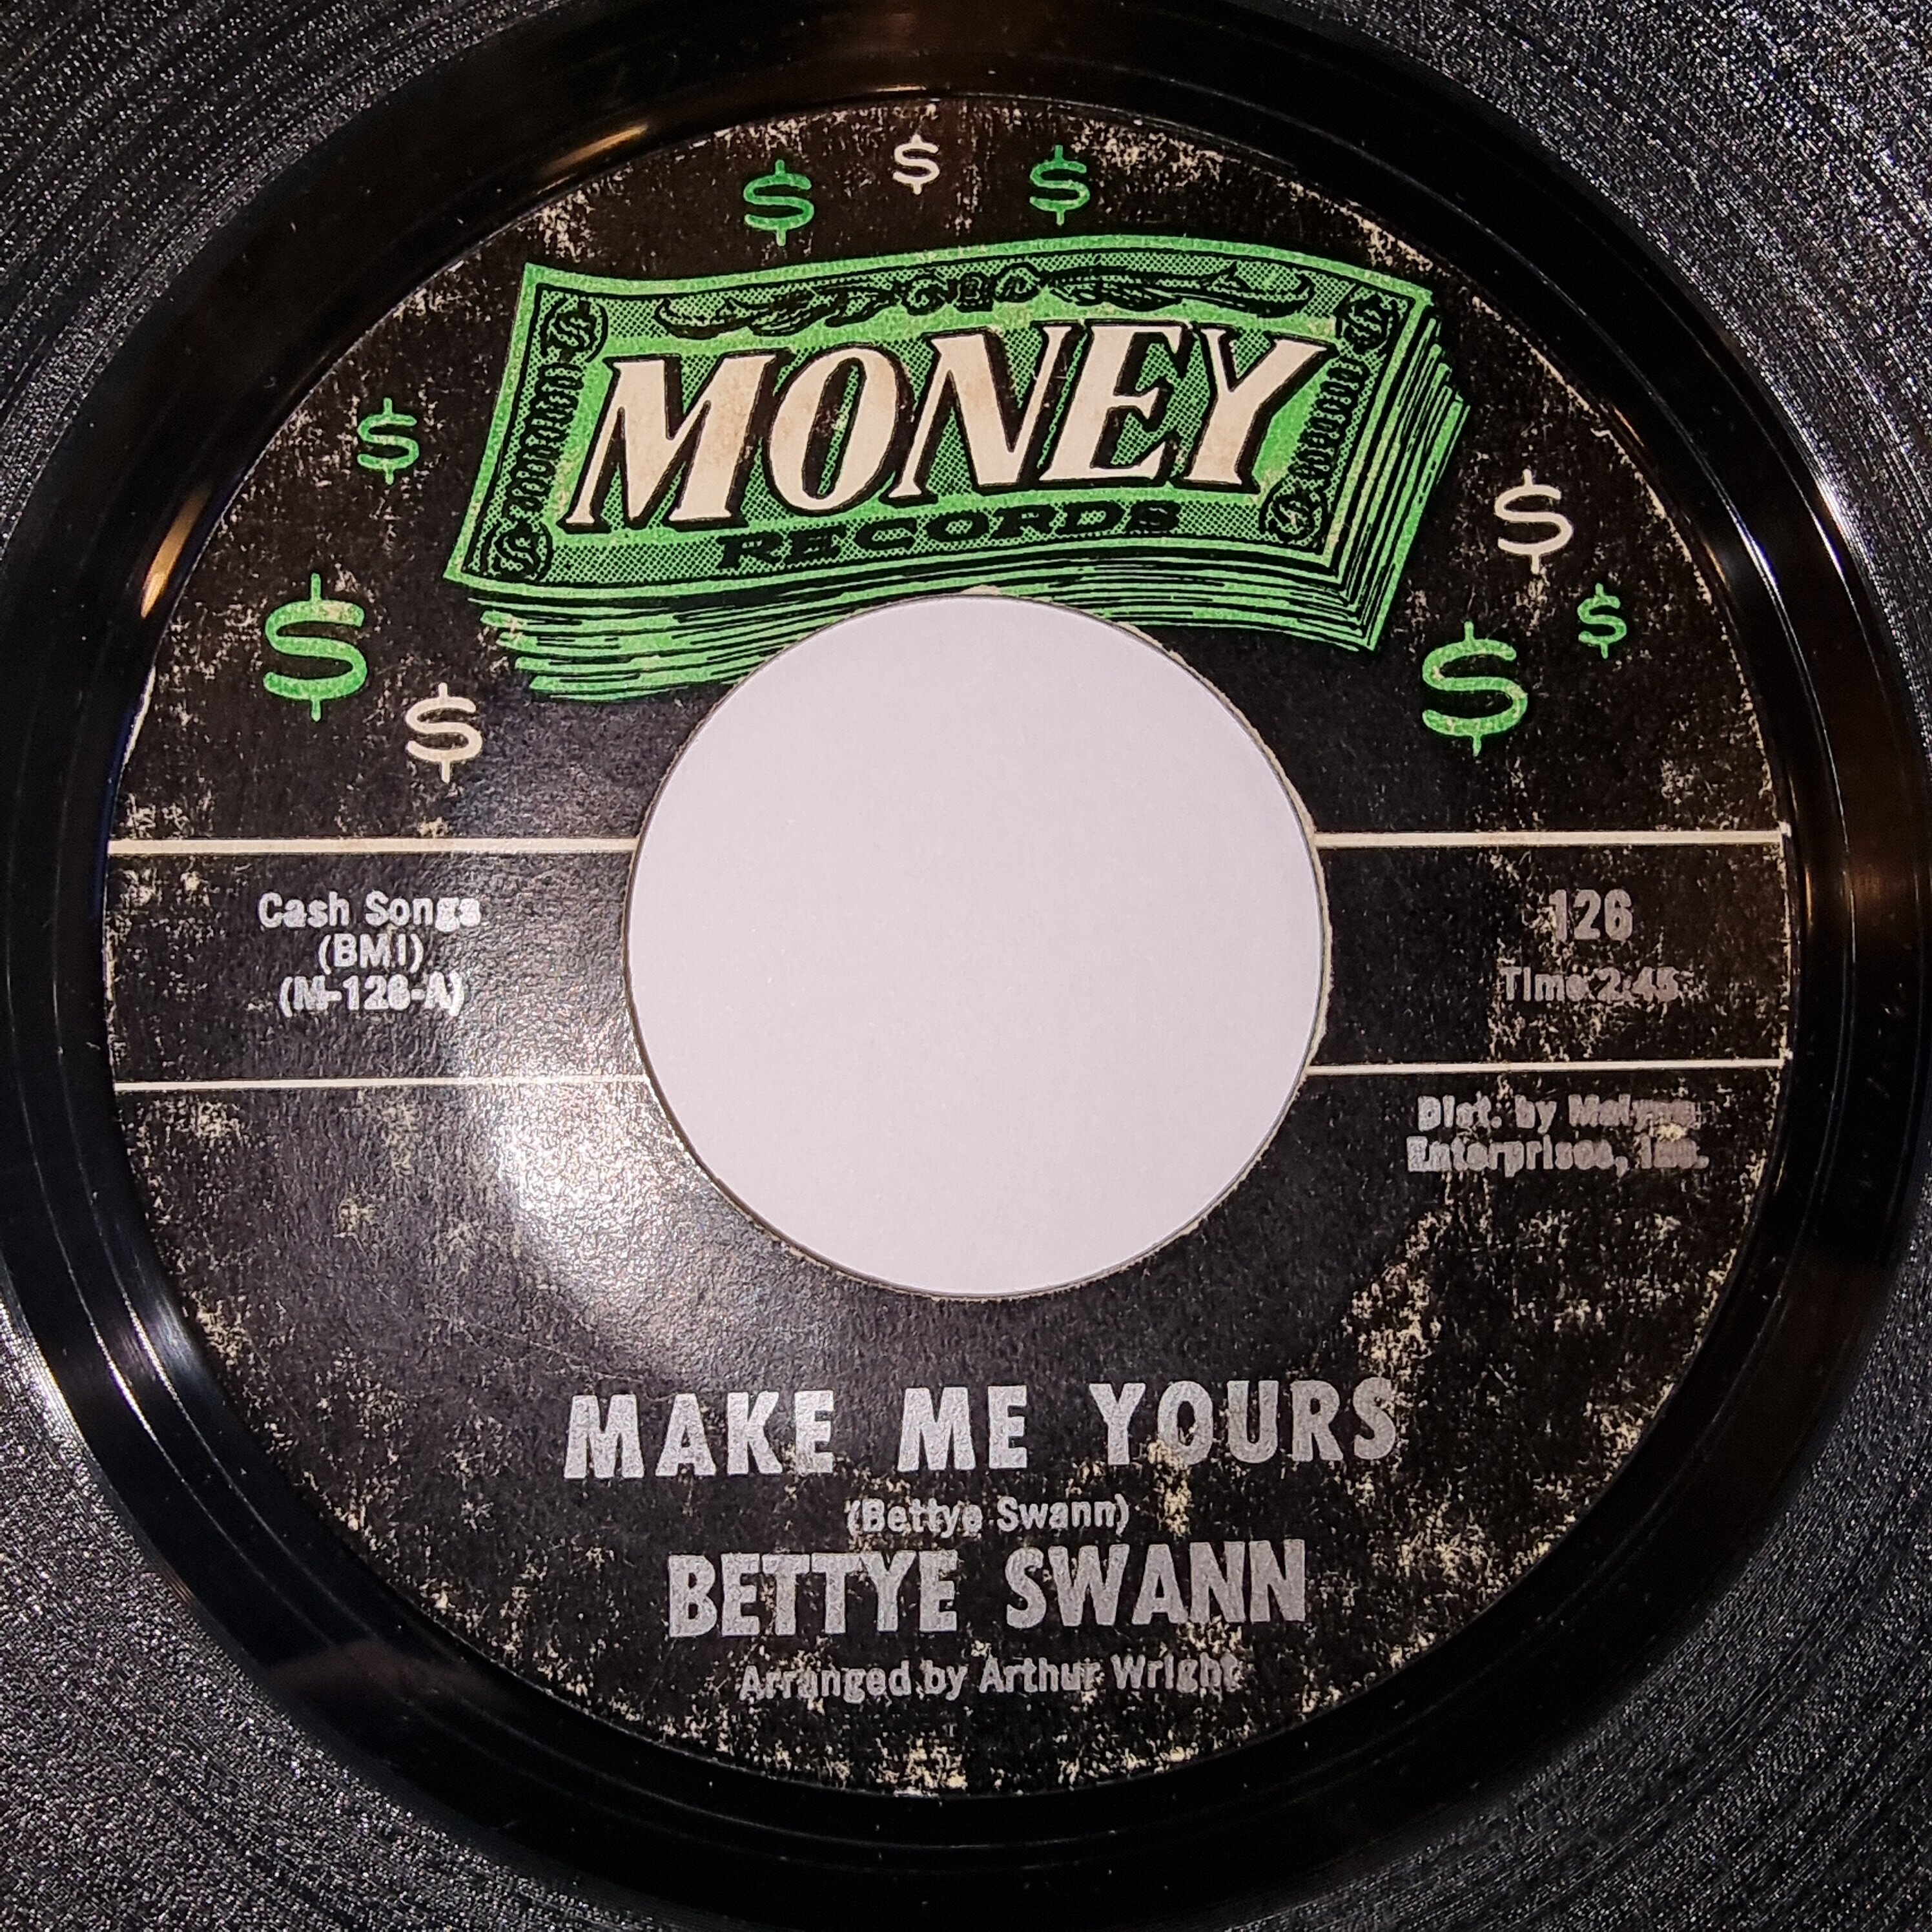 $ $ $
MONEY
RECORDS
$ $
$ $
$ $
Cash Songs
(BMI)
(M-126-A)
126
Time 2:45
Dist. by
Enterprises, Inc.
MAKE ME YOURS
(Bettye Swann)
BETTYE SWANN
Arranged by Arthur Wright